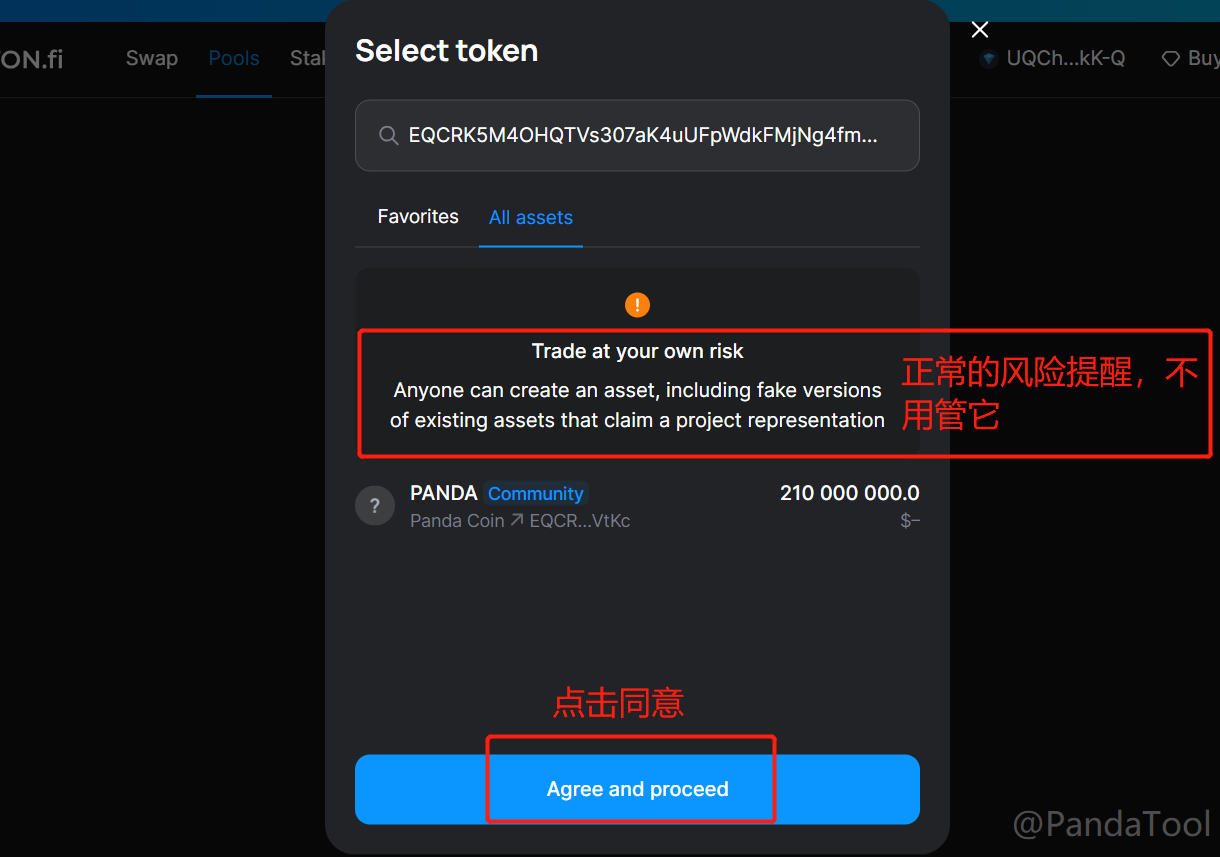 Select token
TON.fi
Swap
Pools
Stal
UQCh...kK-Q
Buy
EQCRK5M4OHQTVs307aK4uUFpWdkFMjNg4fm...
Favorites
All assets
!
Trade at your own risk
Anyone can create an asset, including fake versions
of existing assets that claim a project representation
正常的风险提醒，不
用管它
?
PANDA Community
210 000 000.0
Panda Coin ↗ EQCR...VtKc
$–
点击同意
Agree and proceed
@PandaTool